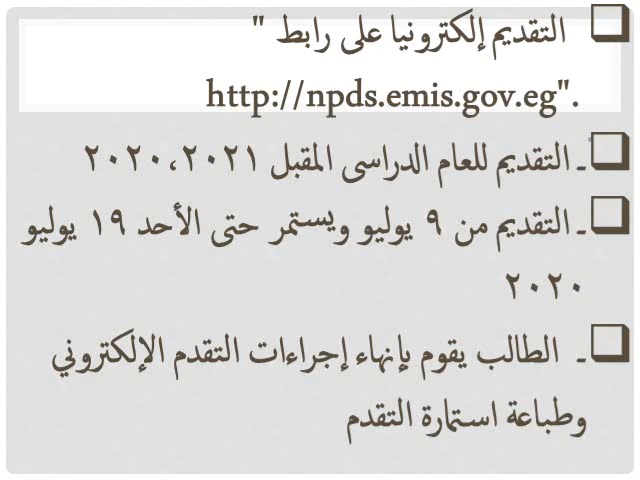 التقديم إلكترونيا على رابط "
http://npds.emis.gov.eg".
ـ التقديم للعام الدراسى المقبل ٢٠٢٠،٢٠٢١
ـ التقديم من ٩ يوليو ويستمر حتى الأحد ١٩ يوليو
٢٠٢٠
ـ الطالب يقوم بإنهاء إجراءات التقدم الإلكتروني
وطباعة استمارة التقدم